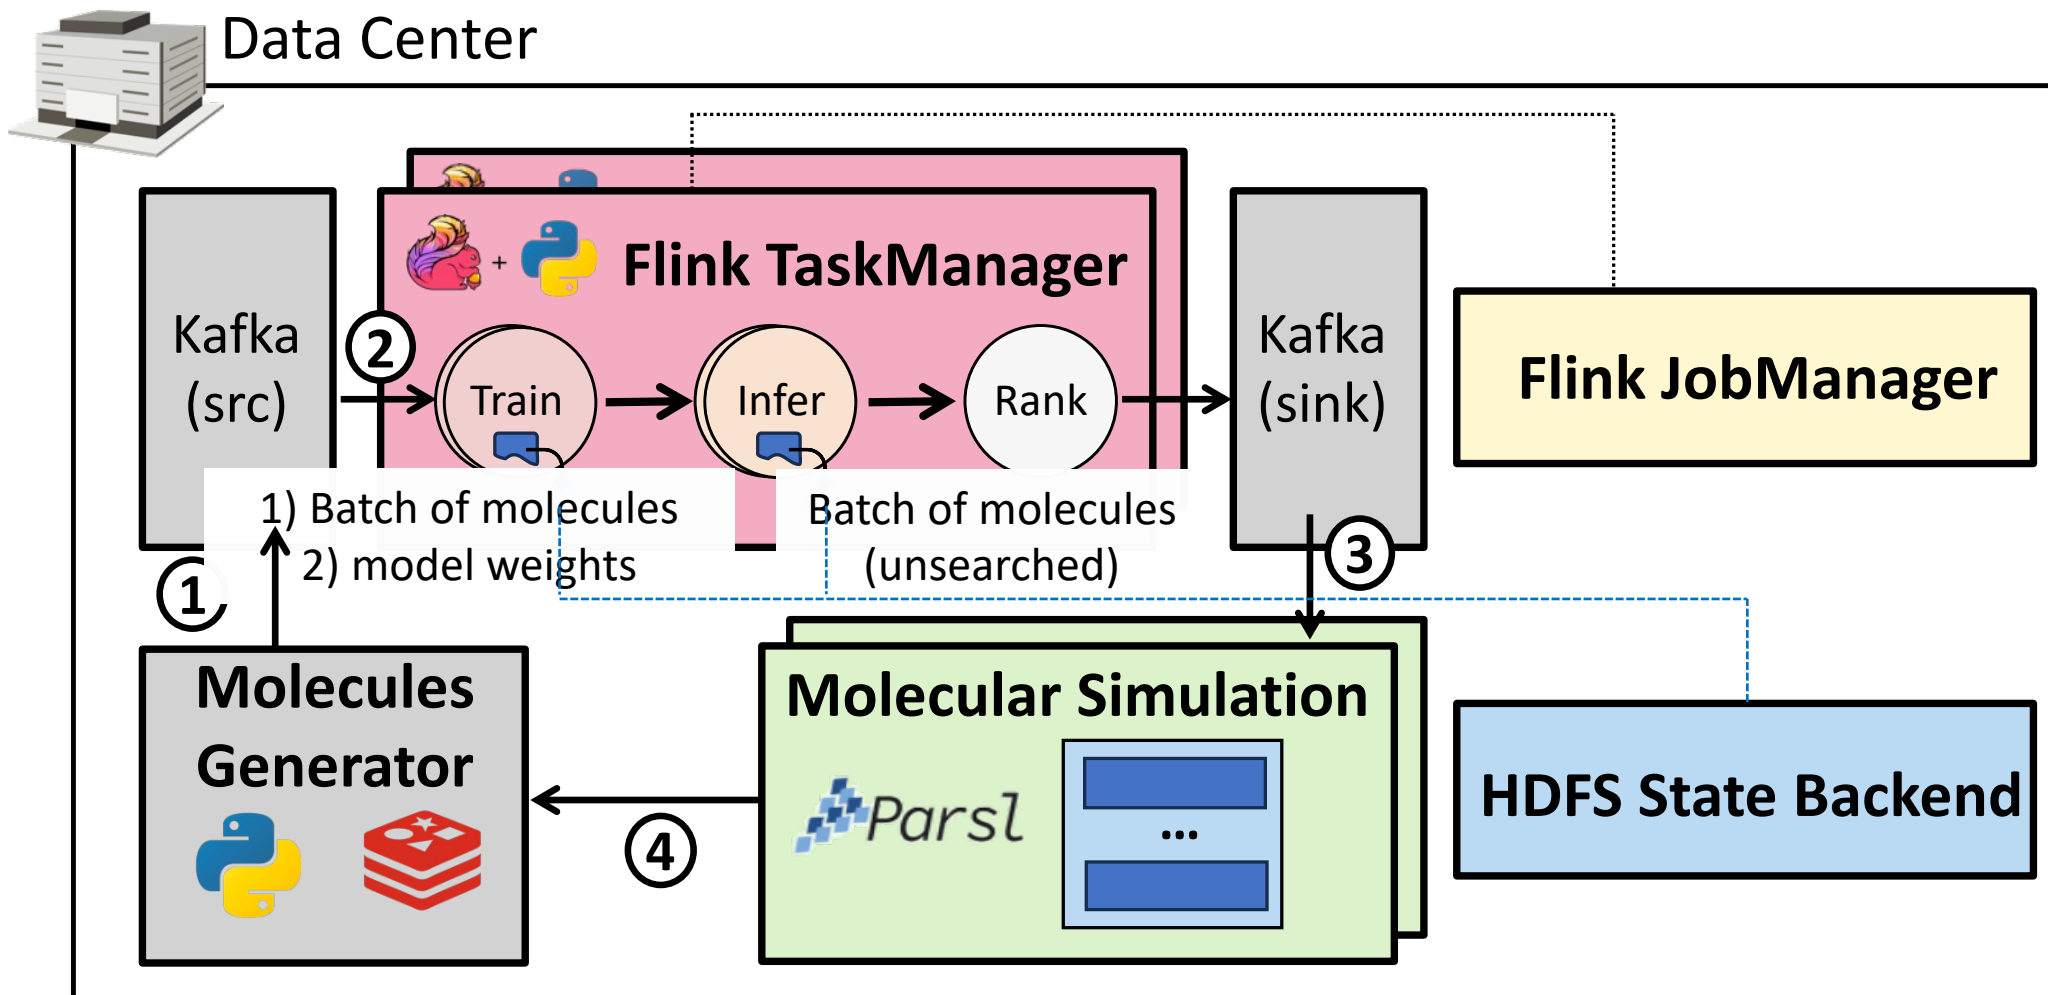 Data Center
Kafka
(src)
2
+
Flink TaskManager
Train
Infer
Rank
Kafka
(sink)
Flink JobManager
1) Batch of molecules
2) model weights
Batch of molecules
(unsearched)
1
3
Molecules
Generator
4
Molecular Simulation
Parsl
...
HDFS State Backend